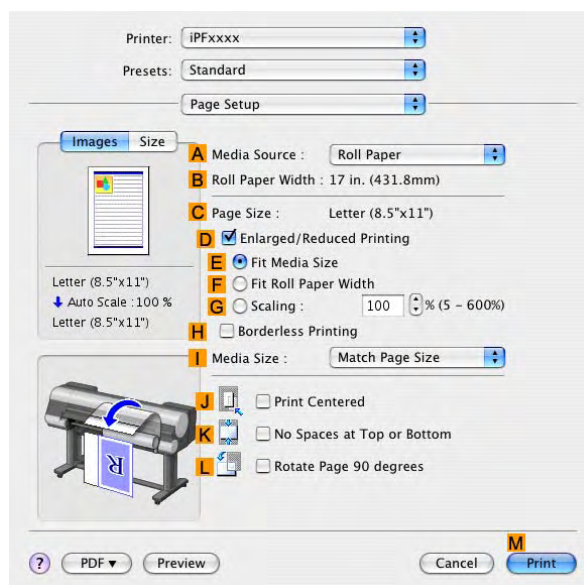 Printer: iPFxxxx
Presets: Standard
Page Setup
Images Size
A Media Source : Roll Paper
B Roll Paper Width : 17 in. (431.8mm)
C Page Size : Letter (8.5"x11")
D Enlarged/Reduced Printing
E Fit Media Size
F Fit Roll Paper Width
G Scaling : 100 % (5 - 600%)
Letter (8.5"x11")
Auto Scale :100 %
Letter (8.5"x11")
H Borderless Printing
I Media Size : Match Page Size
J Print Centered
K No Spaces at Top or Bottom
L Rotate Page 90 degrees
R
M
? PDF▼ Preview Cancel Print